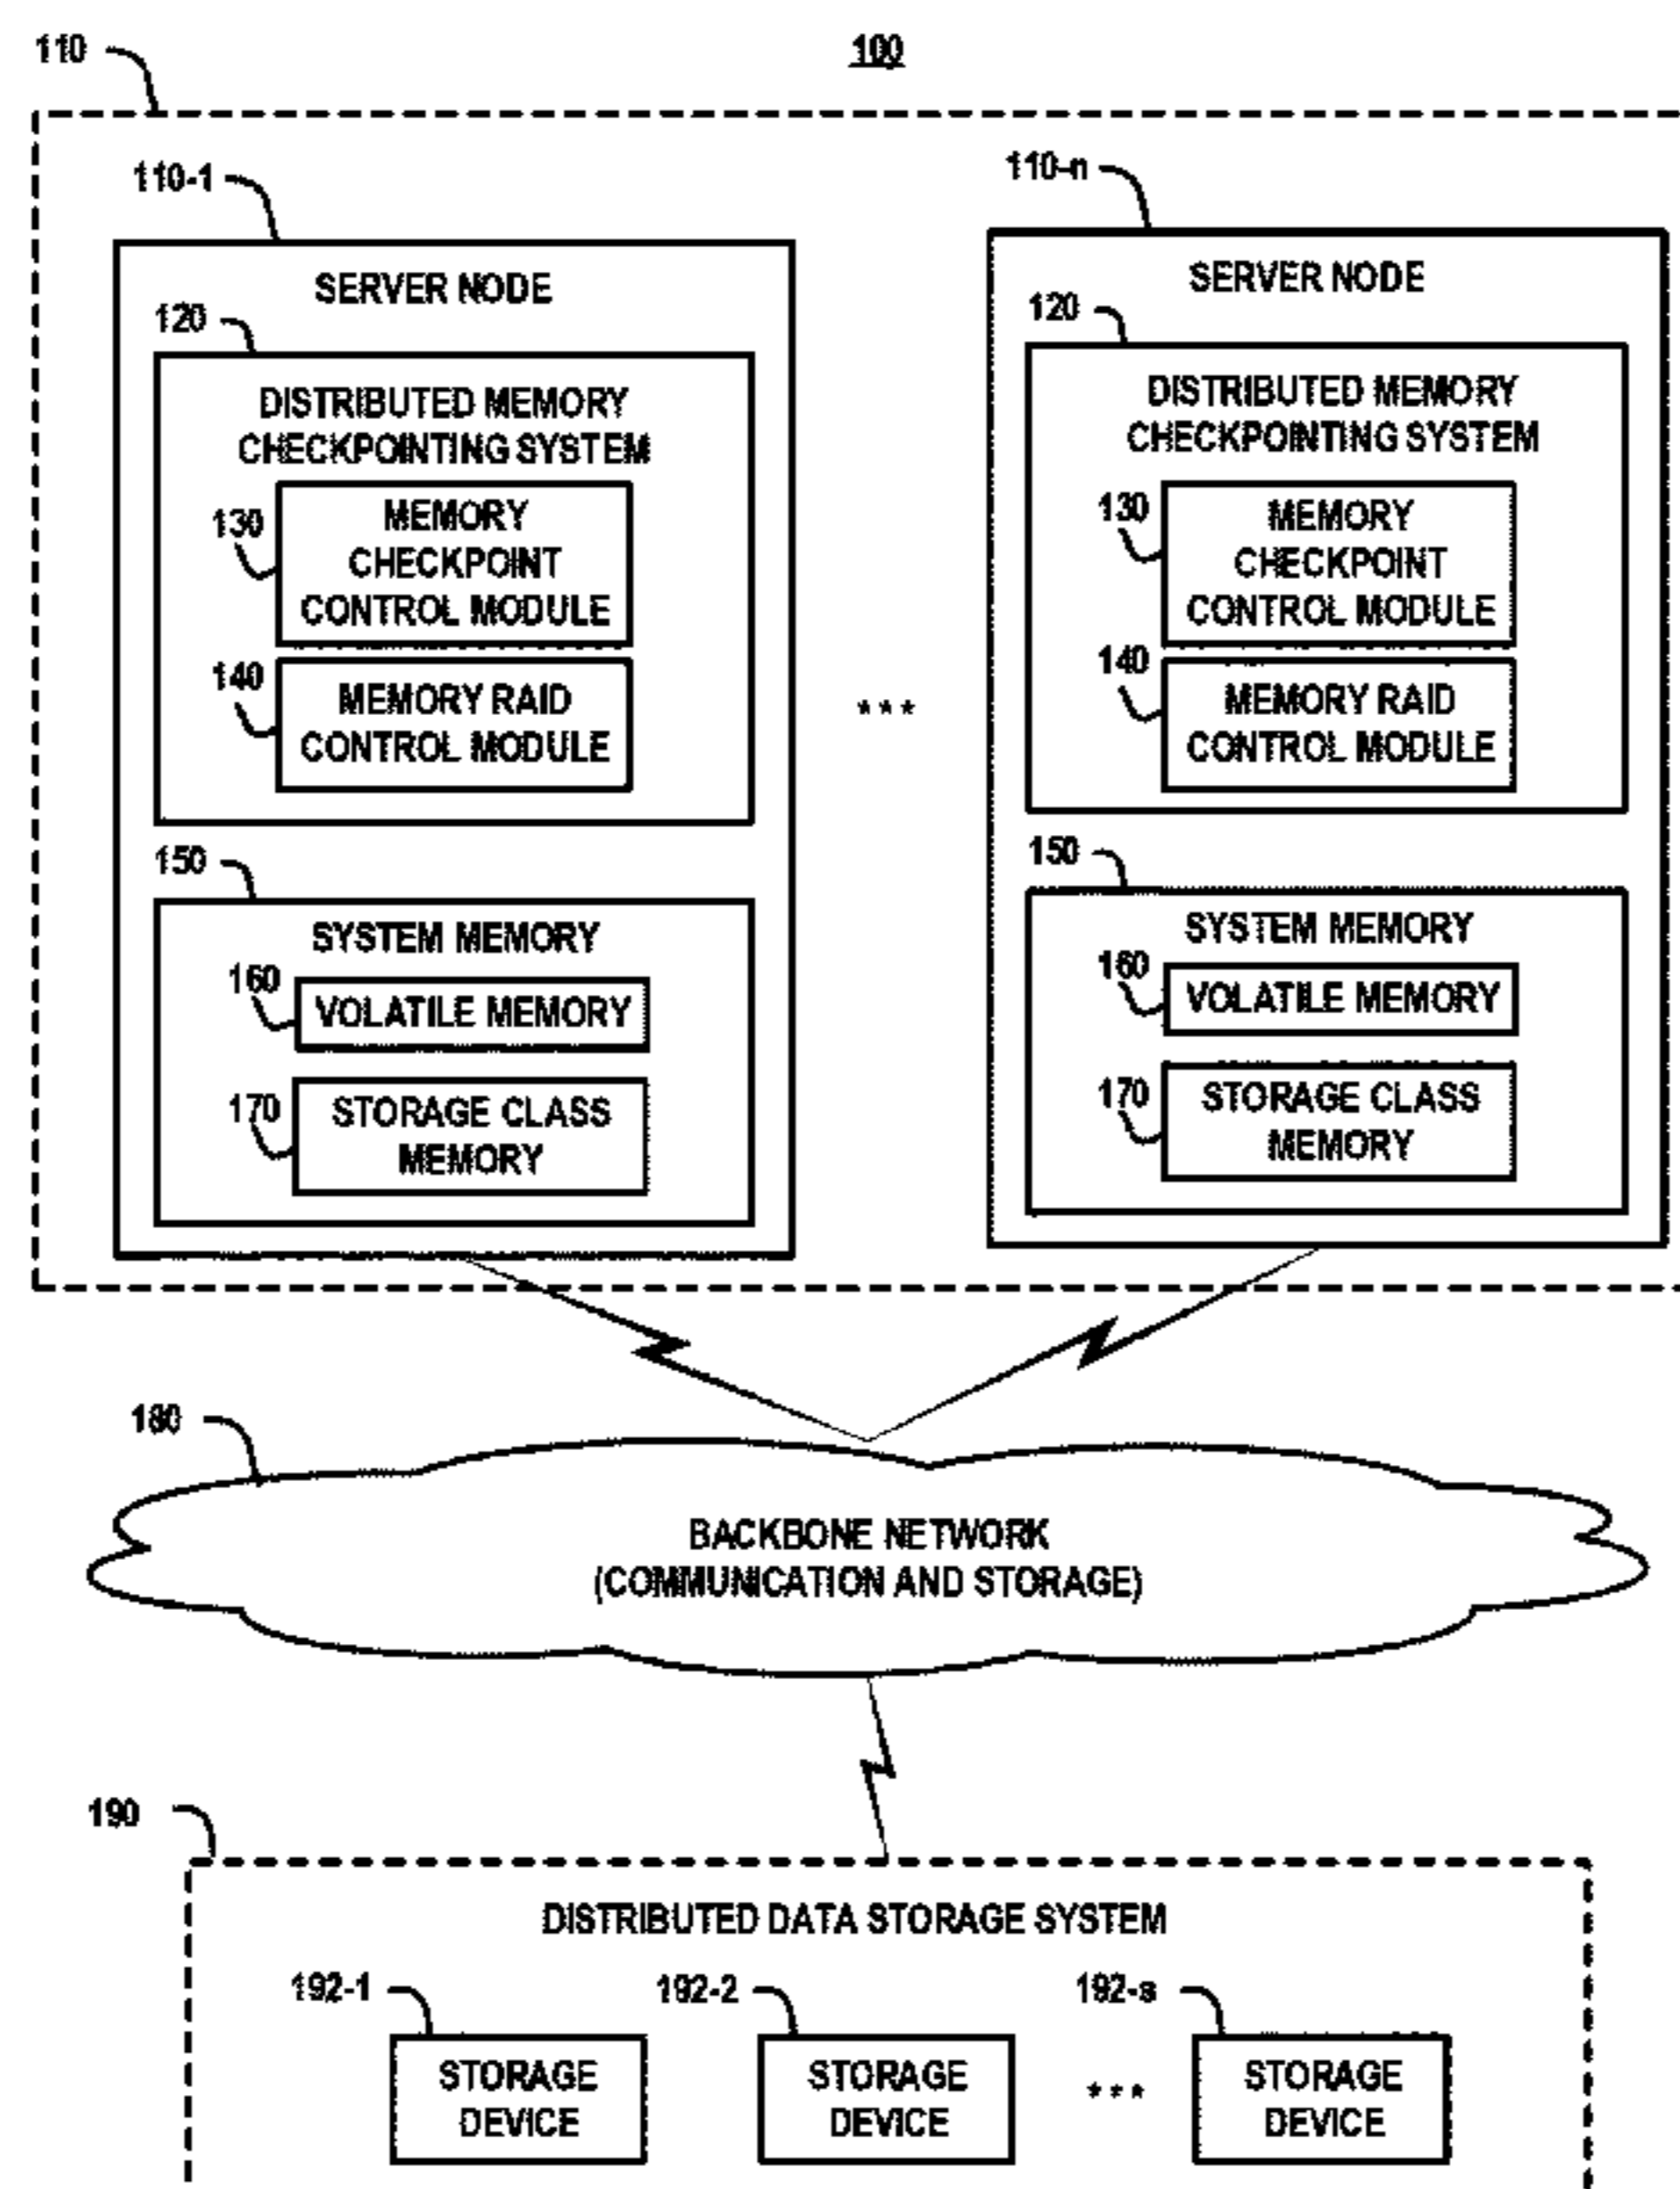 110
100
110-1
110-n
SERVER NODE
120
DISTRIBUTED MEMORY
CHECKPOINTING SYSTEM
130
MEMORY
CHECKPOINT
CONTROL MODULE
140
MEMORY RAID
CONTROL MODULE
150
SYSTEM MEMORY
160
VOLATILE MEMORY
170
STORAGE CLASS
MEMORY
***
SERVER NODE
120
DISTRIBUTED MEMORY
CHECKPOINTING SYSTEM
130
MEMORY
CHECKPOINT
CONTROL MODULE
140
MEMORY RAID
CONTROL MODULE
150
SYSTEM MEMORY
160
VOLATILE MEMORY
170
STORAGE CLASS
MEMORY
180
BACKBONE NETWORK
(COMMUNICATION AND STORAGE)
190
DISTRIBUTED DATA STORAGE SYSTEM
192-1
192-2
192-s
STORAGE
DEVICE
STORAGE
DEVICE
***
STORAGE
DEVICE